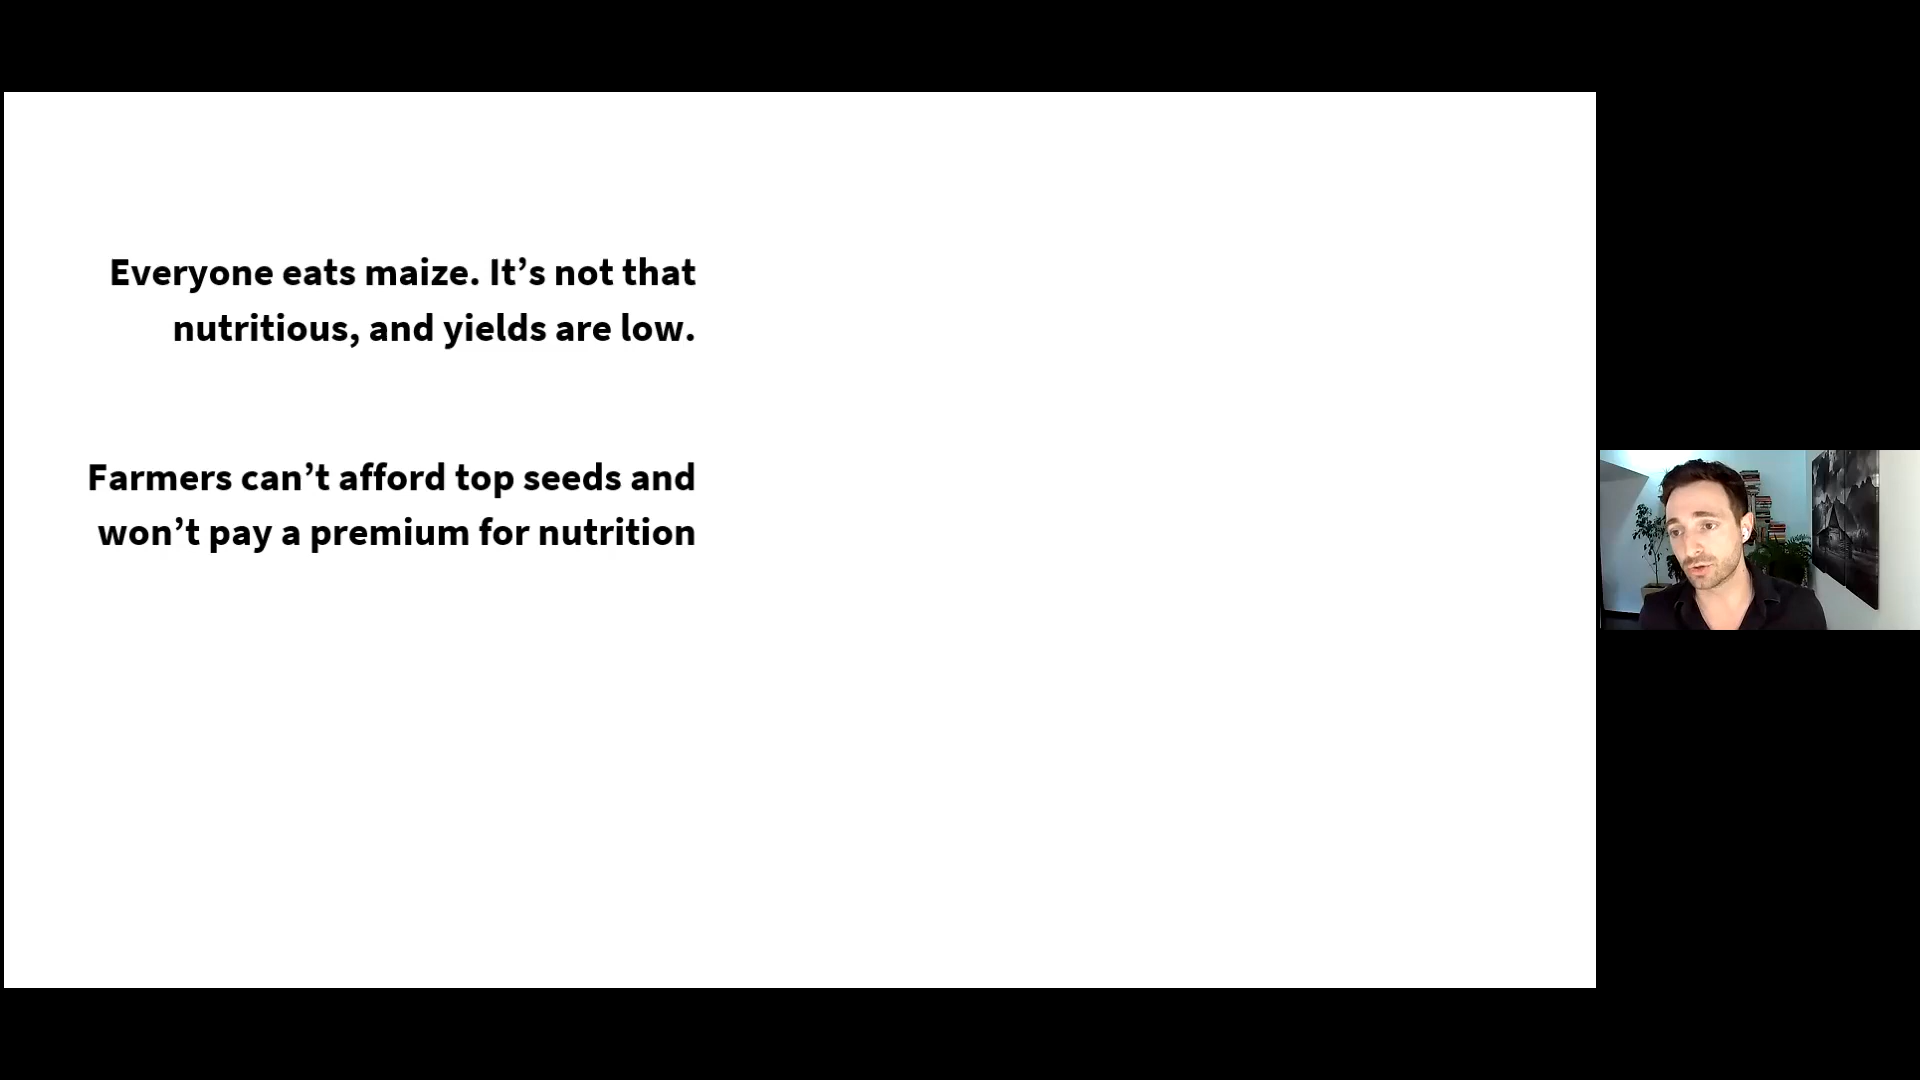 Everyone eats maize. It’s not that
nutritious, and yields are low.
Farmers can’t afford top seeds and
won’t pay a premium for nutrition